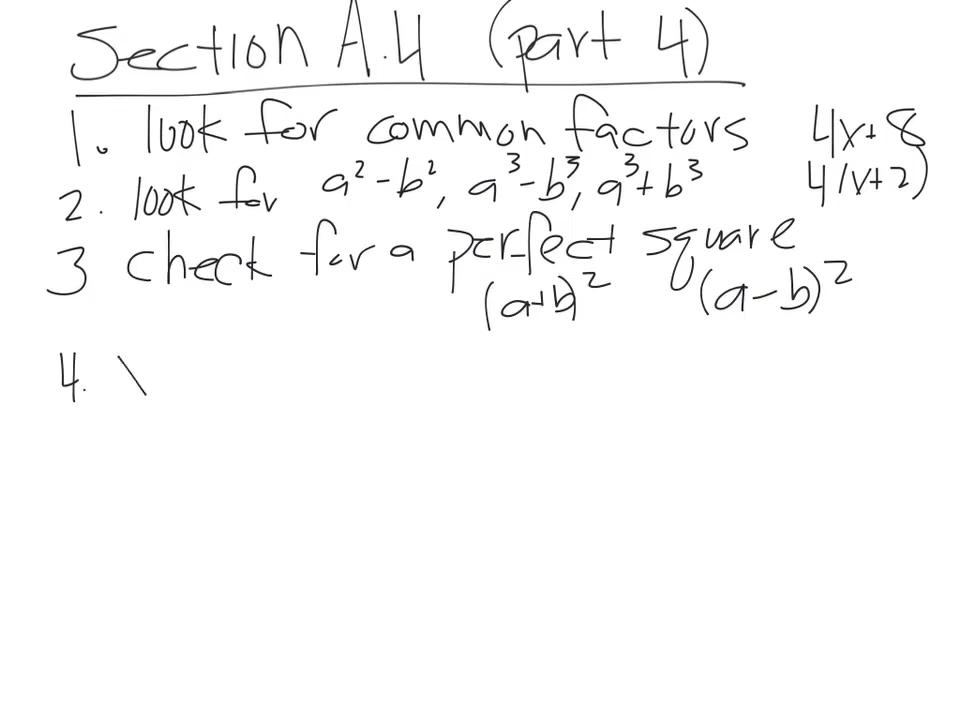 Section A.4 (part 4)
1. look for common factors 4x+8
2. look for a²-b², a³-b³, a³+b³ 4(x+2)
3 check for a perfect square
(a+b)² (a-b)²
4. \